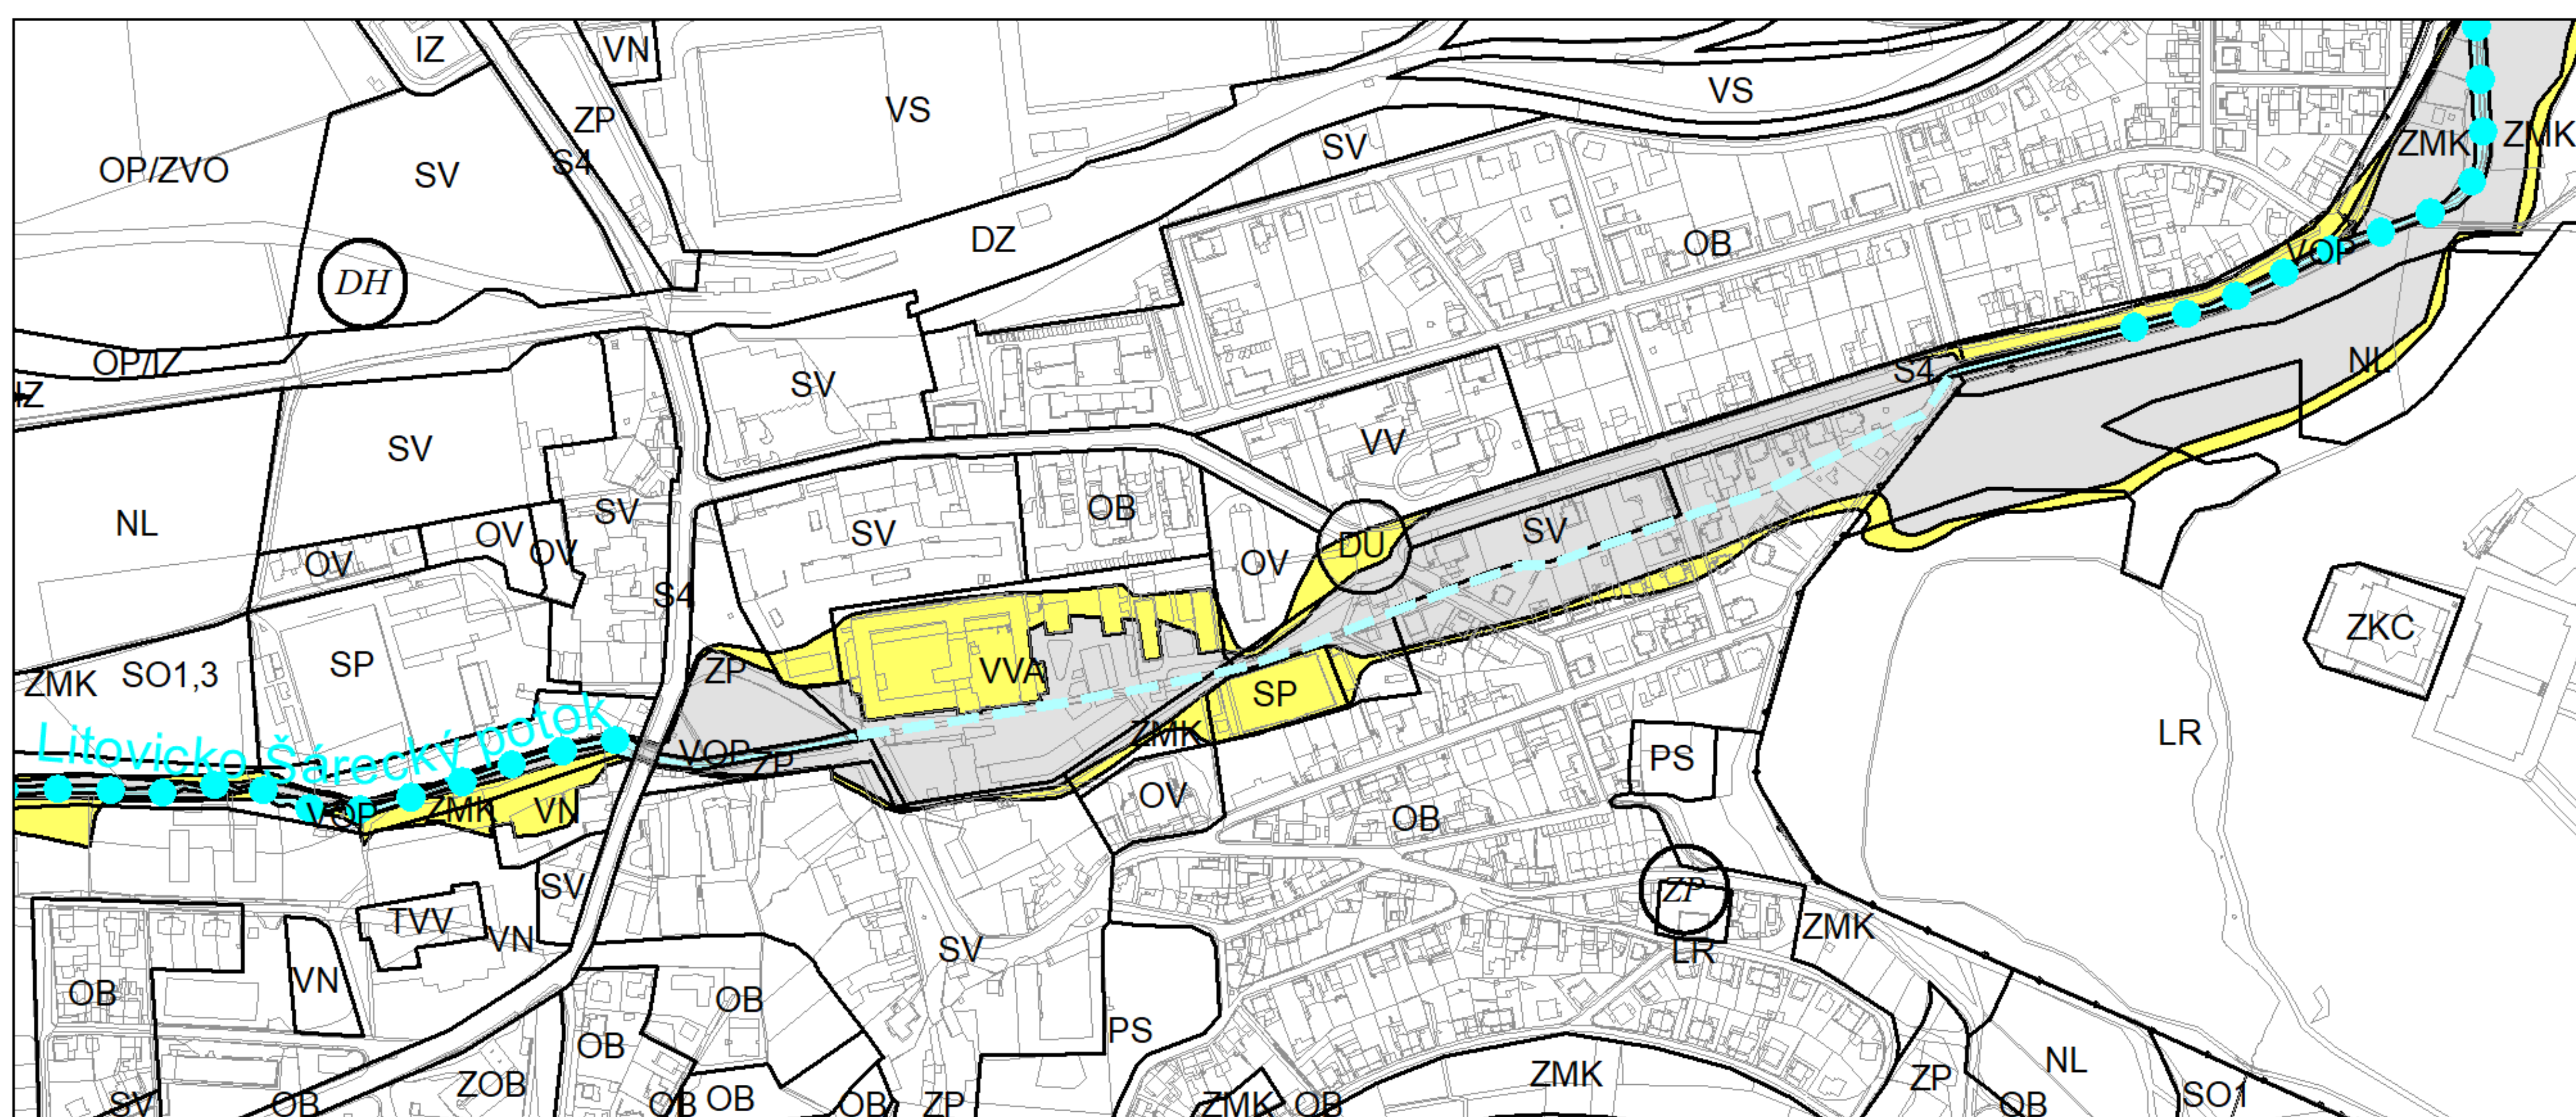 IZ
VN
VS
VS
ZP
S4
SV
OP/ZVO
SV
ZMK
ZMK
DZ
OB
VOP
DH
OP/IZ
IZ
SV
S4
NL
SV
VV
NL
SV
OV
OV
OV
SV
OB
OV
DU
SV
S4
ZKC
SP
SO1,3
ZMK
ZP
VVA
SP
LR
Litovicko Šárecký potok
VOP
ZP
ZMK
PS
VOP
ZMK
VN
OV
OB
SV
ZP
LR
ZMK
TVV
VN
SV
VN
OB
OB
PS
OB
ZOB
ZMK
NL
ZP
SV
OB
OB
OB
OB
ZP
ZMK
OB
OB
SO1